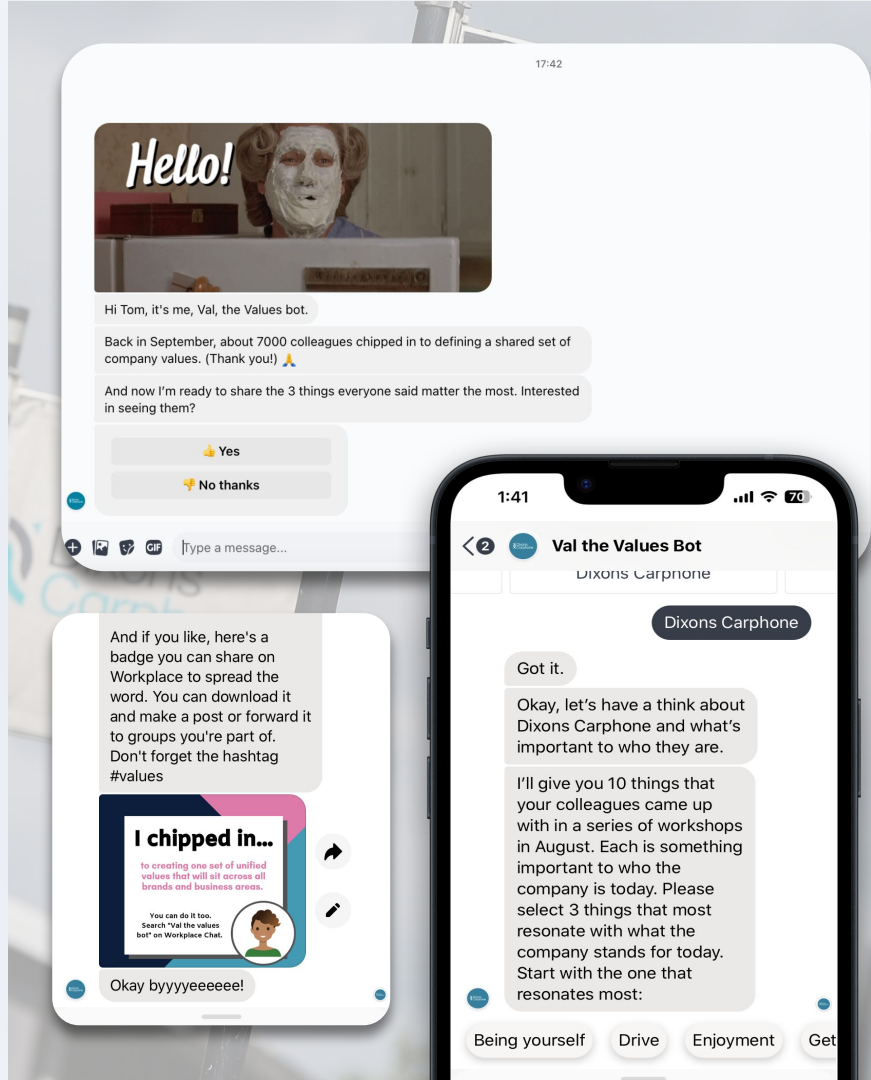 17:42
Hello!
Hi Tom, it's me, Val, the Values bot.
Back in September, about 7000 colleagues chipped in to defining a shared set of
company values. (Thank you!) 🙏
And now I'm ready to share the 3 things everyone said matter the most. Interested
in seeing them?
👍 Yes
👎 No thanks
GIF
Type a message...
Dixons
Carphone
And if you like, here's a
badge you can share on
Workplace to spread the
word. You can download it
and make a post or forward it
to groups you're part of.
Don't forget the hashtag
#values
I chipped in...
to creating one set of unified
values that will sit across all
brands and business areas.
You can do it too.
Search "Val the values
bot" on Workplace Chat.
Okay byyyyeeeeee!
1:41
70
2
Val the Values Bot
Dixons Carphone
Dixons Carphone
Got it.
Okay, let's have a think about
Dixons Carphone and what's
important to who they are.
I'll give you 10 things that
your colleagues came up
with in a series of workshops
in August. Each is something
important to who the
company is today. Please
select 3 things that most
resonate with what the
company stands for today.
Start with the one that
resonates most:
Being yourself
Drive
Enjoyment
Get